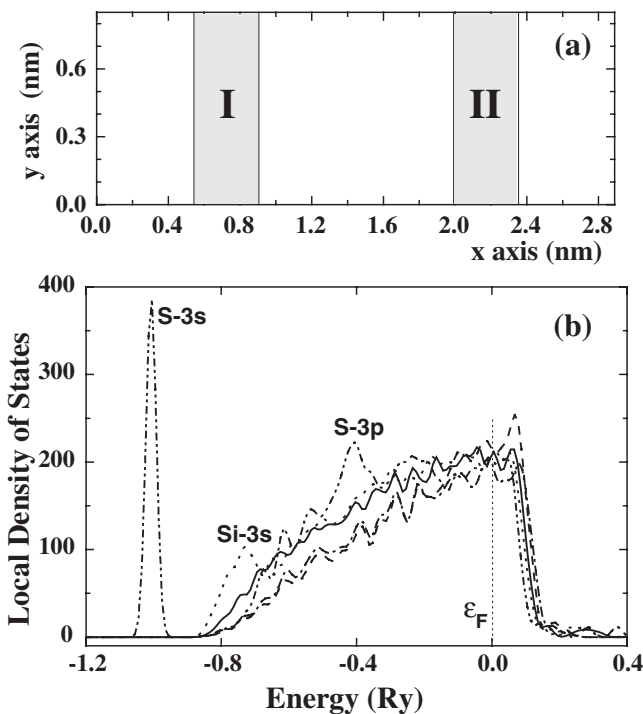 (a)
0.6
0.3
0.0
y axis (nm)
I
II
0.0 0.4 0.8 1.2 1.6 2.0 2.4 2.8
x axis (nm)
400
300
200
100
0
Local Density of States
(b)
S-3s
S-3p
Si-3s
εF
-1.2 -0.8 -0.4 0.0 0.4
Energy (Ry)